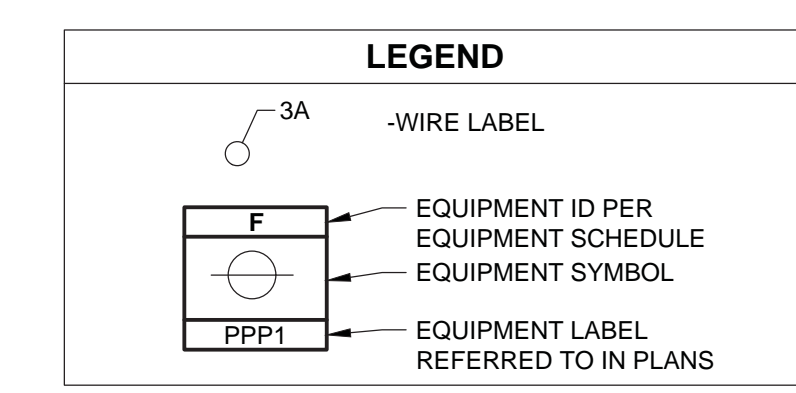 LEGEND
3A
-WIRE LABEL
F
EQUIPMENT ID PER
EQUIPMENT SCHEDULE
EQUIPMENT SYMBOL
PPP1
EQUIPMENT LABEL
REFERRED TO IN PLANS